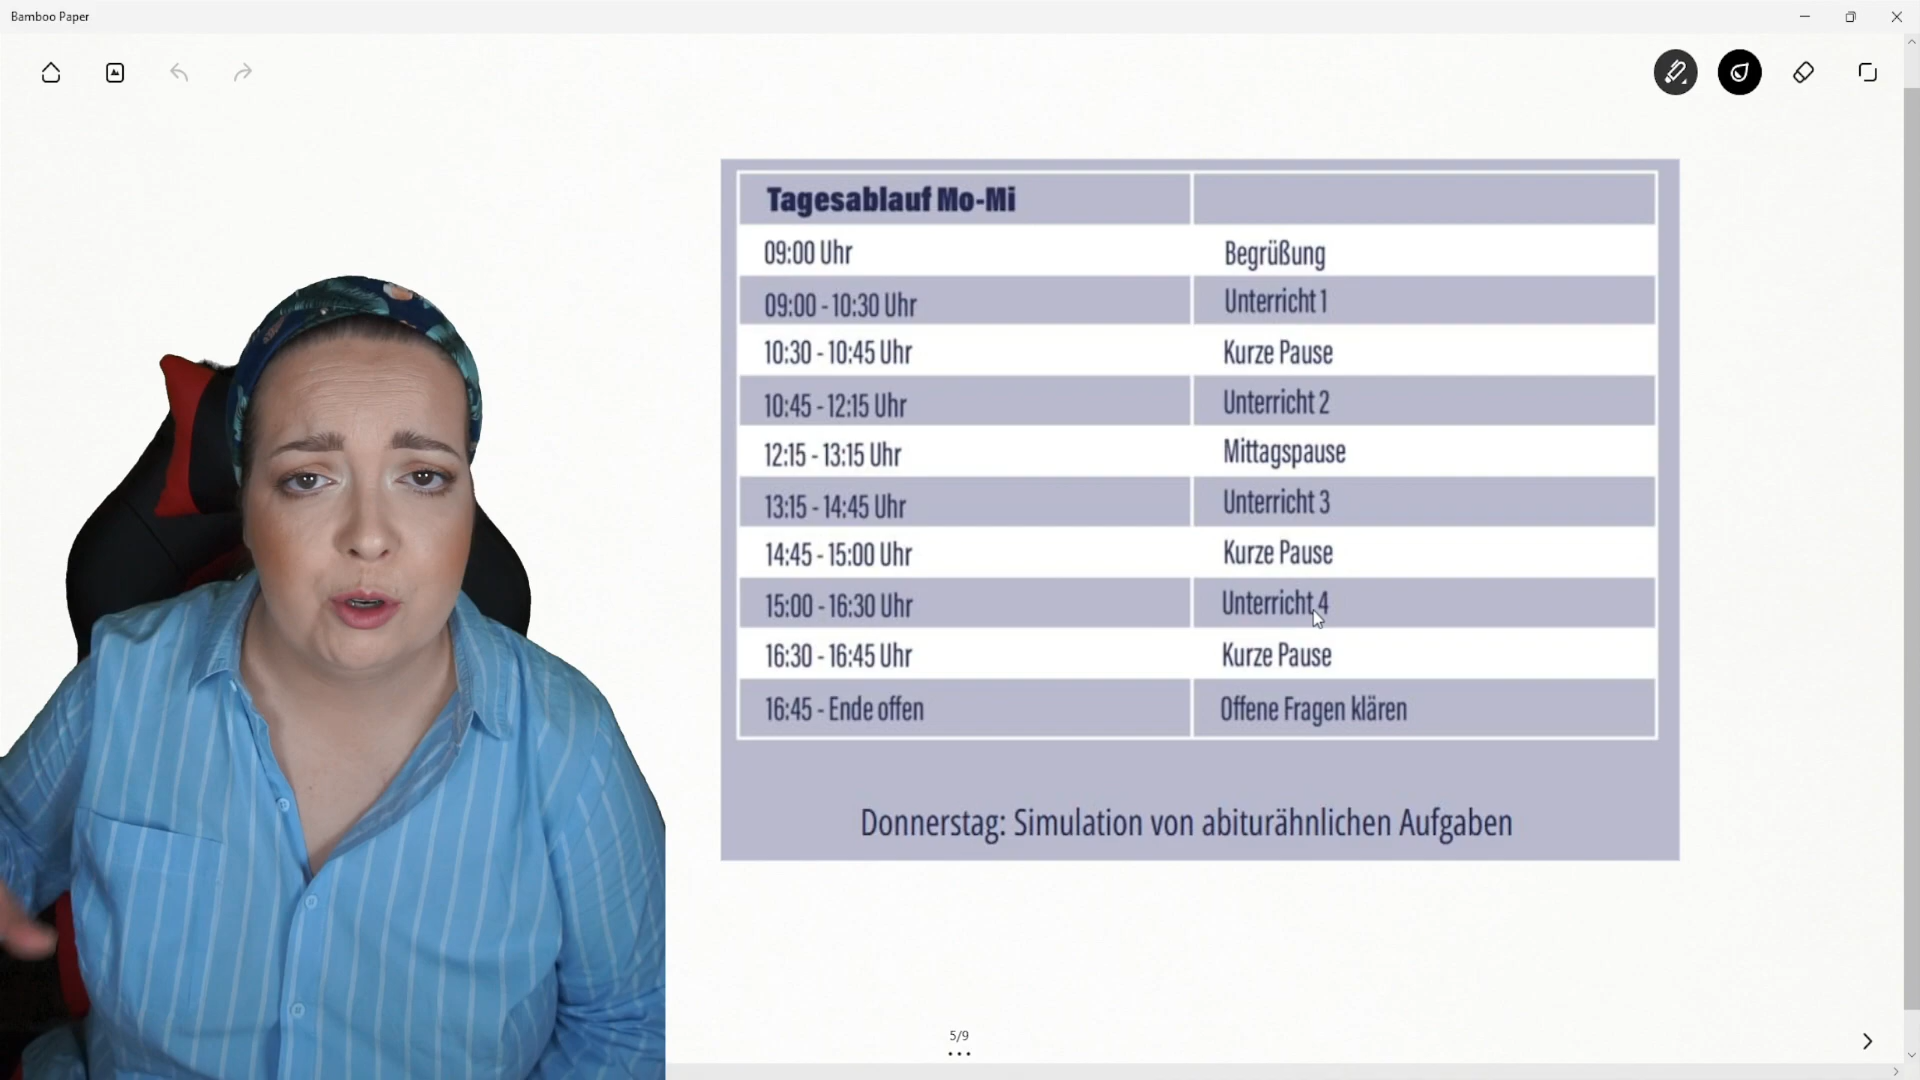 Bamboo Paper
Tagesablauf Mo-Mi
09:00 Uhr Begrüßung
09:00 - 10:30 Uhr Unterricht 1
10:30 - 10:45 Uhr Kurze Pause
10:45 - 12:15 Uhr Unterricht 2
12:15 - 13:15 Uhr Mittagspause
13:15 - 14:45 Uhr Unterricht 3
14:45 - 15:00 Uhr Kurze Pause
15:00 - 16:30 Uhr Unterricht 4
16:30 - 16:45 Uhr Kurze Pause
16:45 - Ende offen Offene Fragen klären
Donnerstag: Simulation von abiturähnlichen Aufgaben
5/9